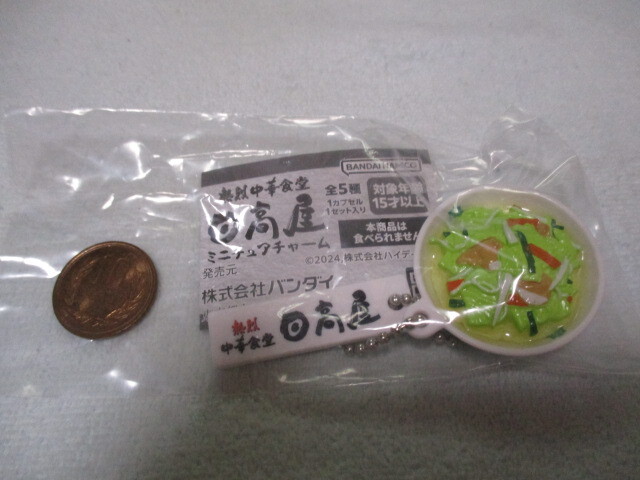 BANDAI NAMCO
熱烈中華食堂
日高屋
ミニチュアチャーム
全5種
1カプセル
1セット入り
対象年齢
15才以上
本商品は
食べられません
©2024 株式会社ハイデ
発売元
株式会社バンダイ
熱烈
中華食堂
日高屋